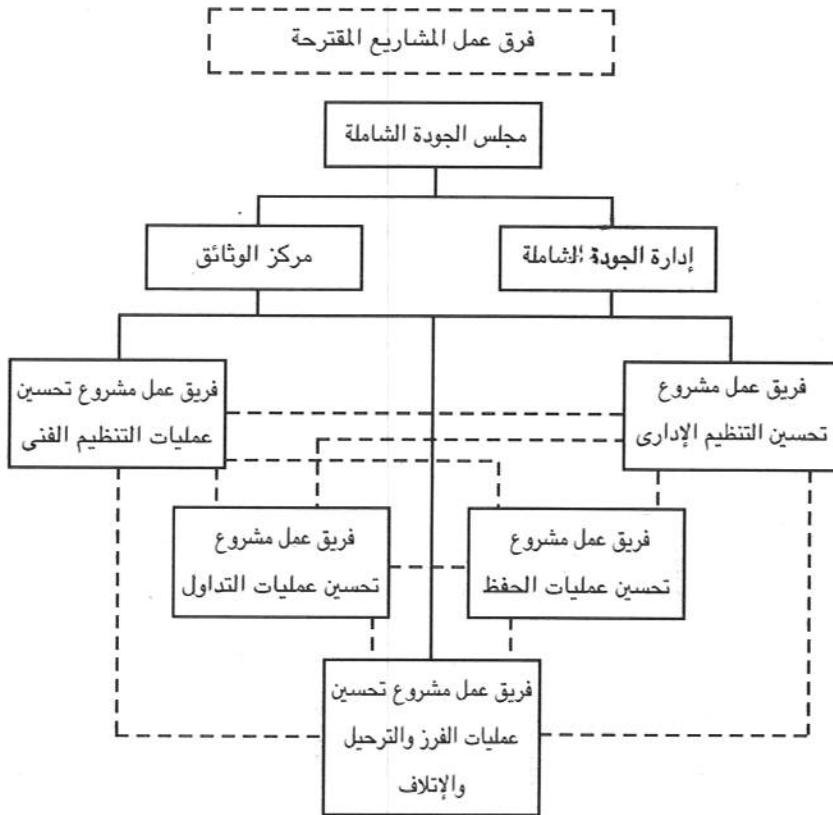 فرق عمل المشاريع المقترحة
مجلس الجودة الشاملة
إدارة الجودة الشاملة
مركز الوثائق
فريق عمل مشروع
تحسين التنظيم الإدارى
فريق عمل مشروع تحسين
عمليات التنظيم الفنى
فريق عمل مشروع
تحسين عمليات الحفظ
فريق عمل مشروع
تحسين عمليات التداول
فريق عمل مشروع تحسين
عمليات الفرز والترحيل
والإتلاف